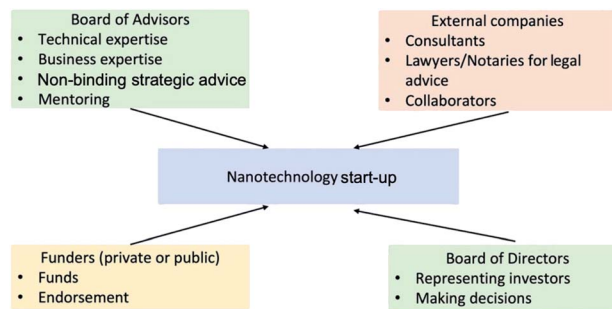 Board of Advisors
• Technical expertise
• Business expertise
• Non-binding strategic advice
• Mentoring
External companies
• Consultants
• Lawyers/Notaries for legal
advice
• Collaborators
Nanotechnology start-up
Funders (private or public)
• Funds
• Endorsement
Board of Directors
• Representing investors
• Making decisions